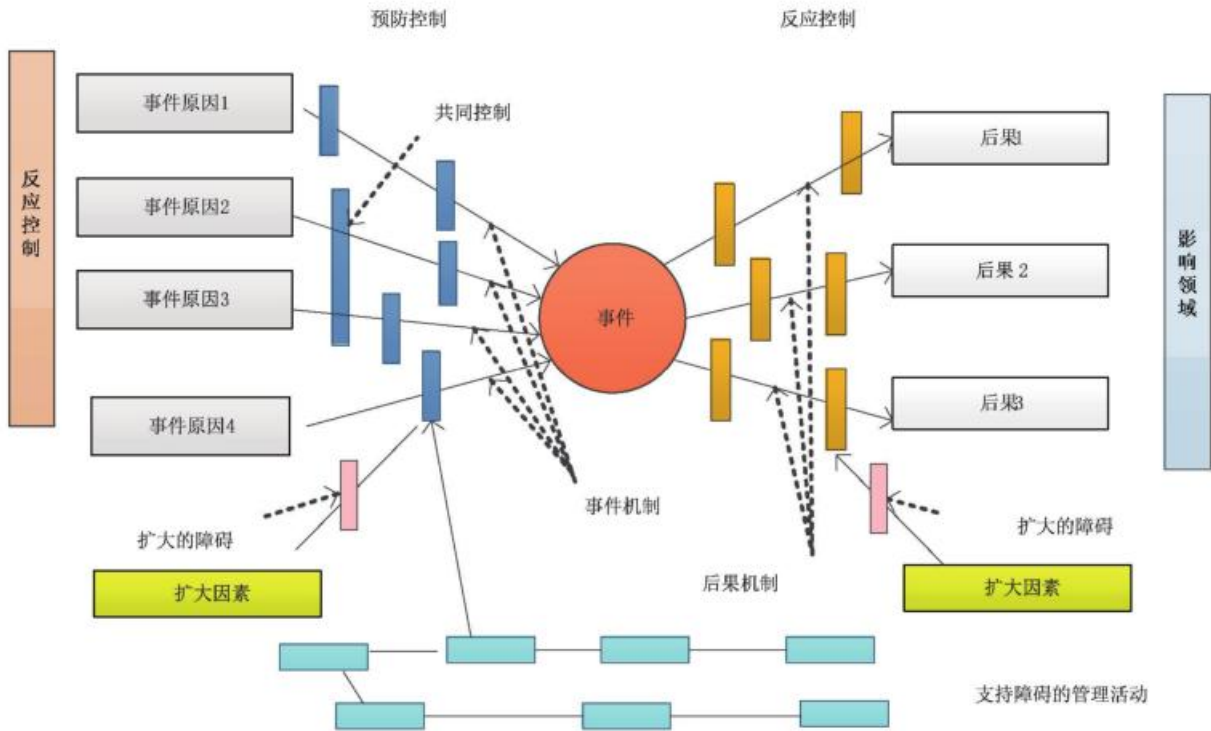 预防控制
反应控制
反应控制
事件原因1
事件原因2
事件原因3
事件原因4
共同控制
事件
后果1
后果 2
后果3
影响领域
扩大的障碍
扩大因素
事件机制
后果机制
扩大的障碍
扩大因素
支持障碍的管理活动